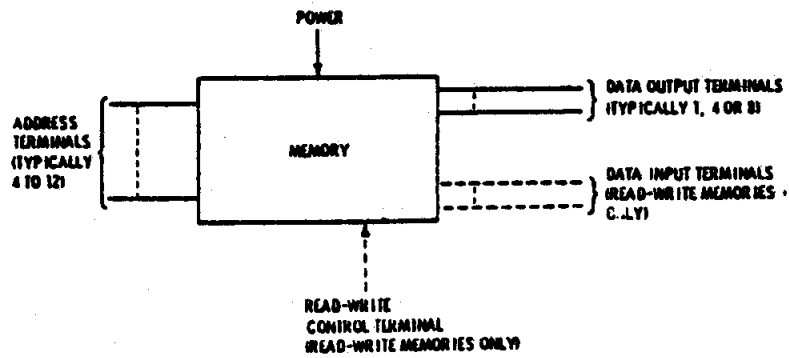 POWER
ADDRESS
TERMINALS
(TYPICALLY
4 TO 12)
MEMORY
DATA OUTPUT TERMINALS
(TYPICALLY 1, 4 OR 8)
DATA INPUT TERMINALS
(READ-WRITE MEMORIES
READ-WRITE
CONTROL TERMINAL
(READ-WRITE MEMORIES ONLY)